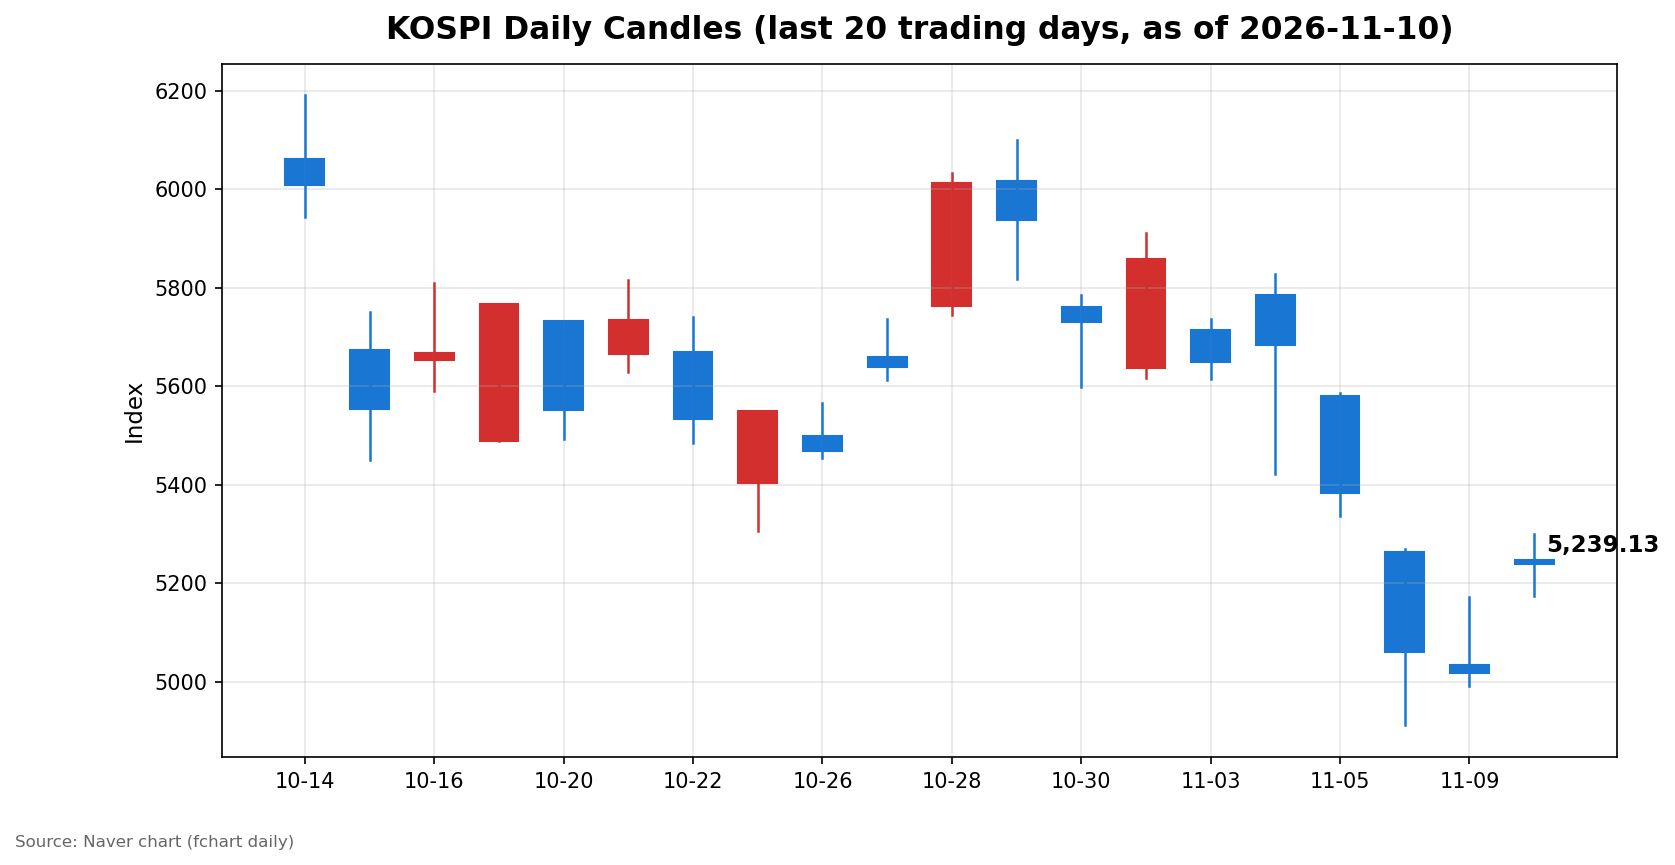 KOSPI Daily Candles (last 20 trading days, as of 2026-11-10)
6200
6000
5800
5600
5400
5200
5000
Index
5,239.13
10-14 10-16 10-20 10-22 10-26 10-28 10-30 11-03 11-05 11-09
Source: Naver chart (fchart daily)